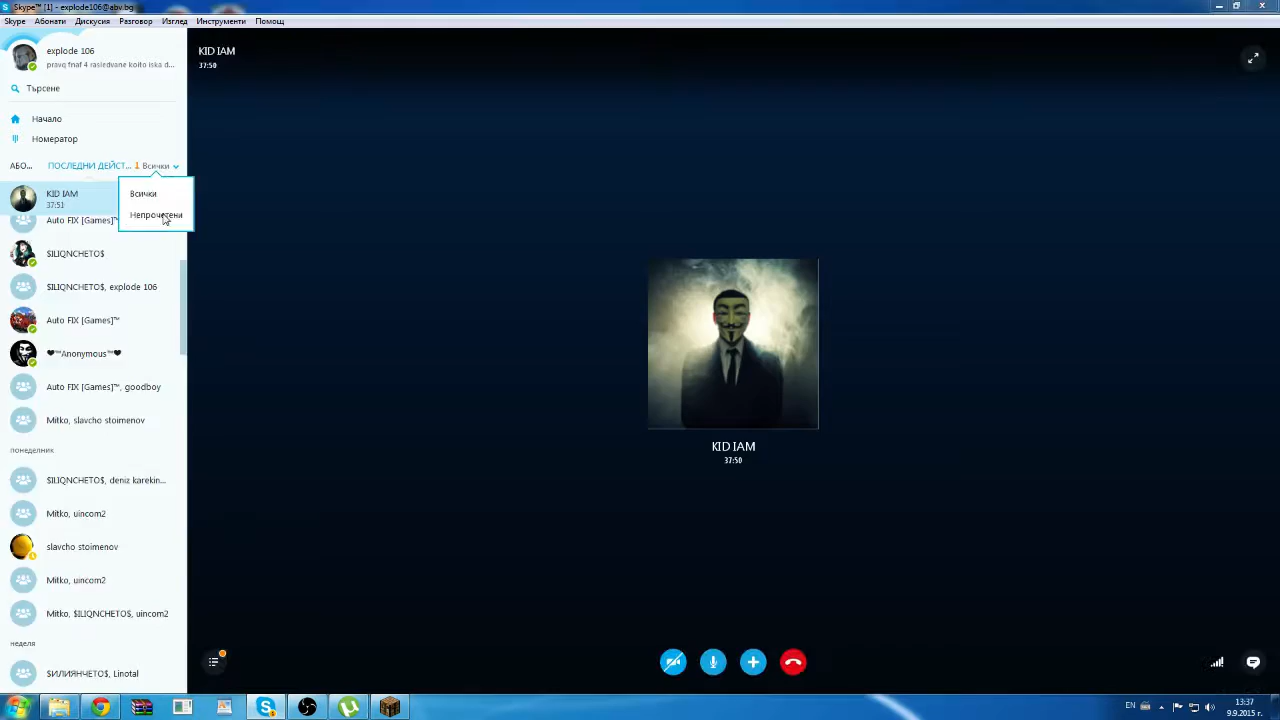 Skype™ [1] - explode106@abv.bg
Skype Абонати Дискусия Разговор Изглед Инструменти Помощ
explode 106
pravq fnaf 4 rasledvane koito iska d...
Търсене
Начало
Номератор
АБО... ПОСЛЕДНИ ДЕЙСТ... 1 Всички
Всички
Непрочетени
KID IAM
37:51
Auto FIX [Games]™
$ILIQNCHETO$
$ILIQNCHETO$, explode 106
Auto FIX [Games]™
❤™Anonymous™❤
Auto FIX [Games]™, goodboy
Mitko, slavcho stoimenov
понеделник
$ILIQNCHETO$, deniz karekin...
Mitko, uincom2
slavcho stoimenov
Mitko, uincom2
Mitko, $ILIQNCHETO$, uincom2
неделя
$ИЛИЯНЧЕТО$, Linotal
KID IAM
37:50
KID IAM
37:50
EN
13:37
9.9.2015 г.